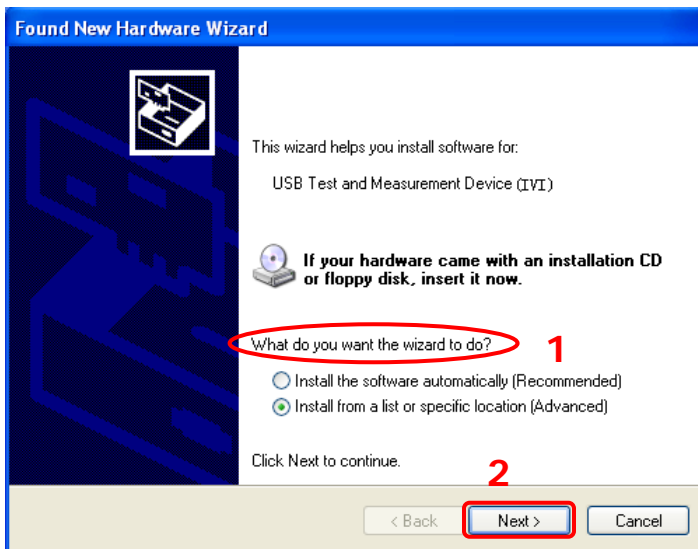 Found New Hardware Wizard
This wizard helps you install software for:
USB Test and Measurement Device (IVI)
If your hardware came with an installation CD
or floppy disk, insert it now.
What do you want the wizard to do?
1
Install the software automatically (Recommended)
Install from a list or specific location (Advanced)
Click Next to continue.
2
< Back
Next >
Cancel